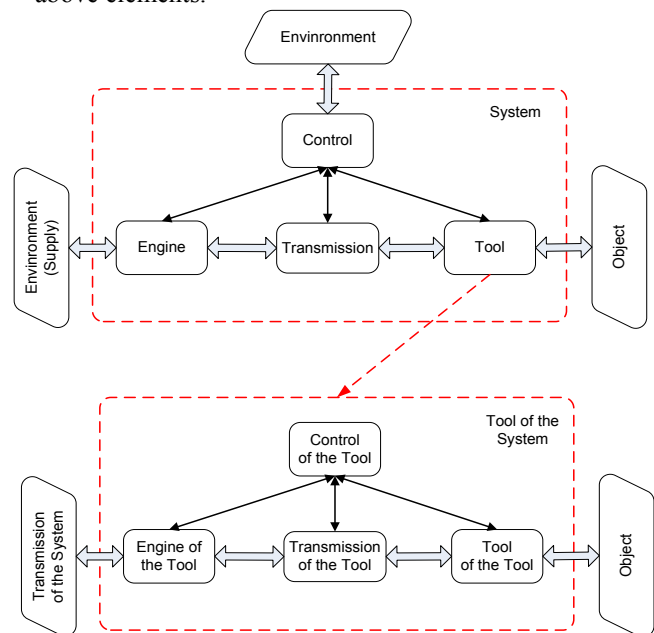 above elements.
Envinronment
System
Control
Envinronment
(Supply)
Engine
Transmission
Tool
Object
Tool of the
System
Control
of the Tool
Transmission
of the System
Engine of
the Tool
Transmission
of the Tool
Tool
of the Tool
Object